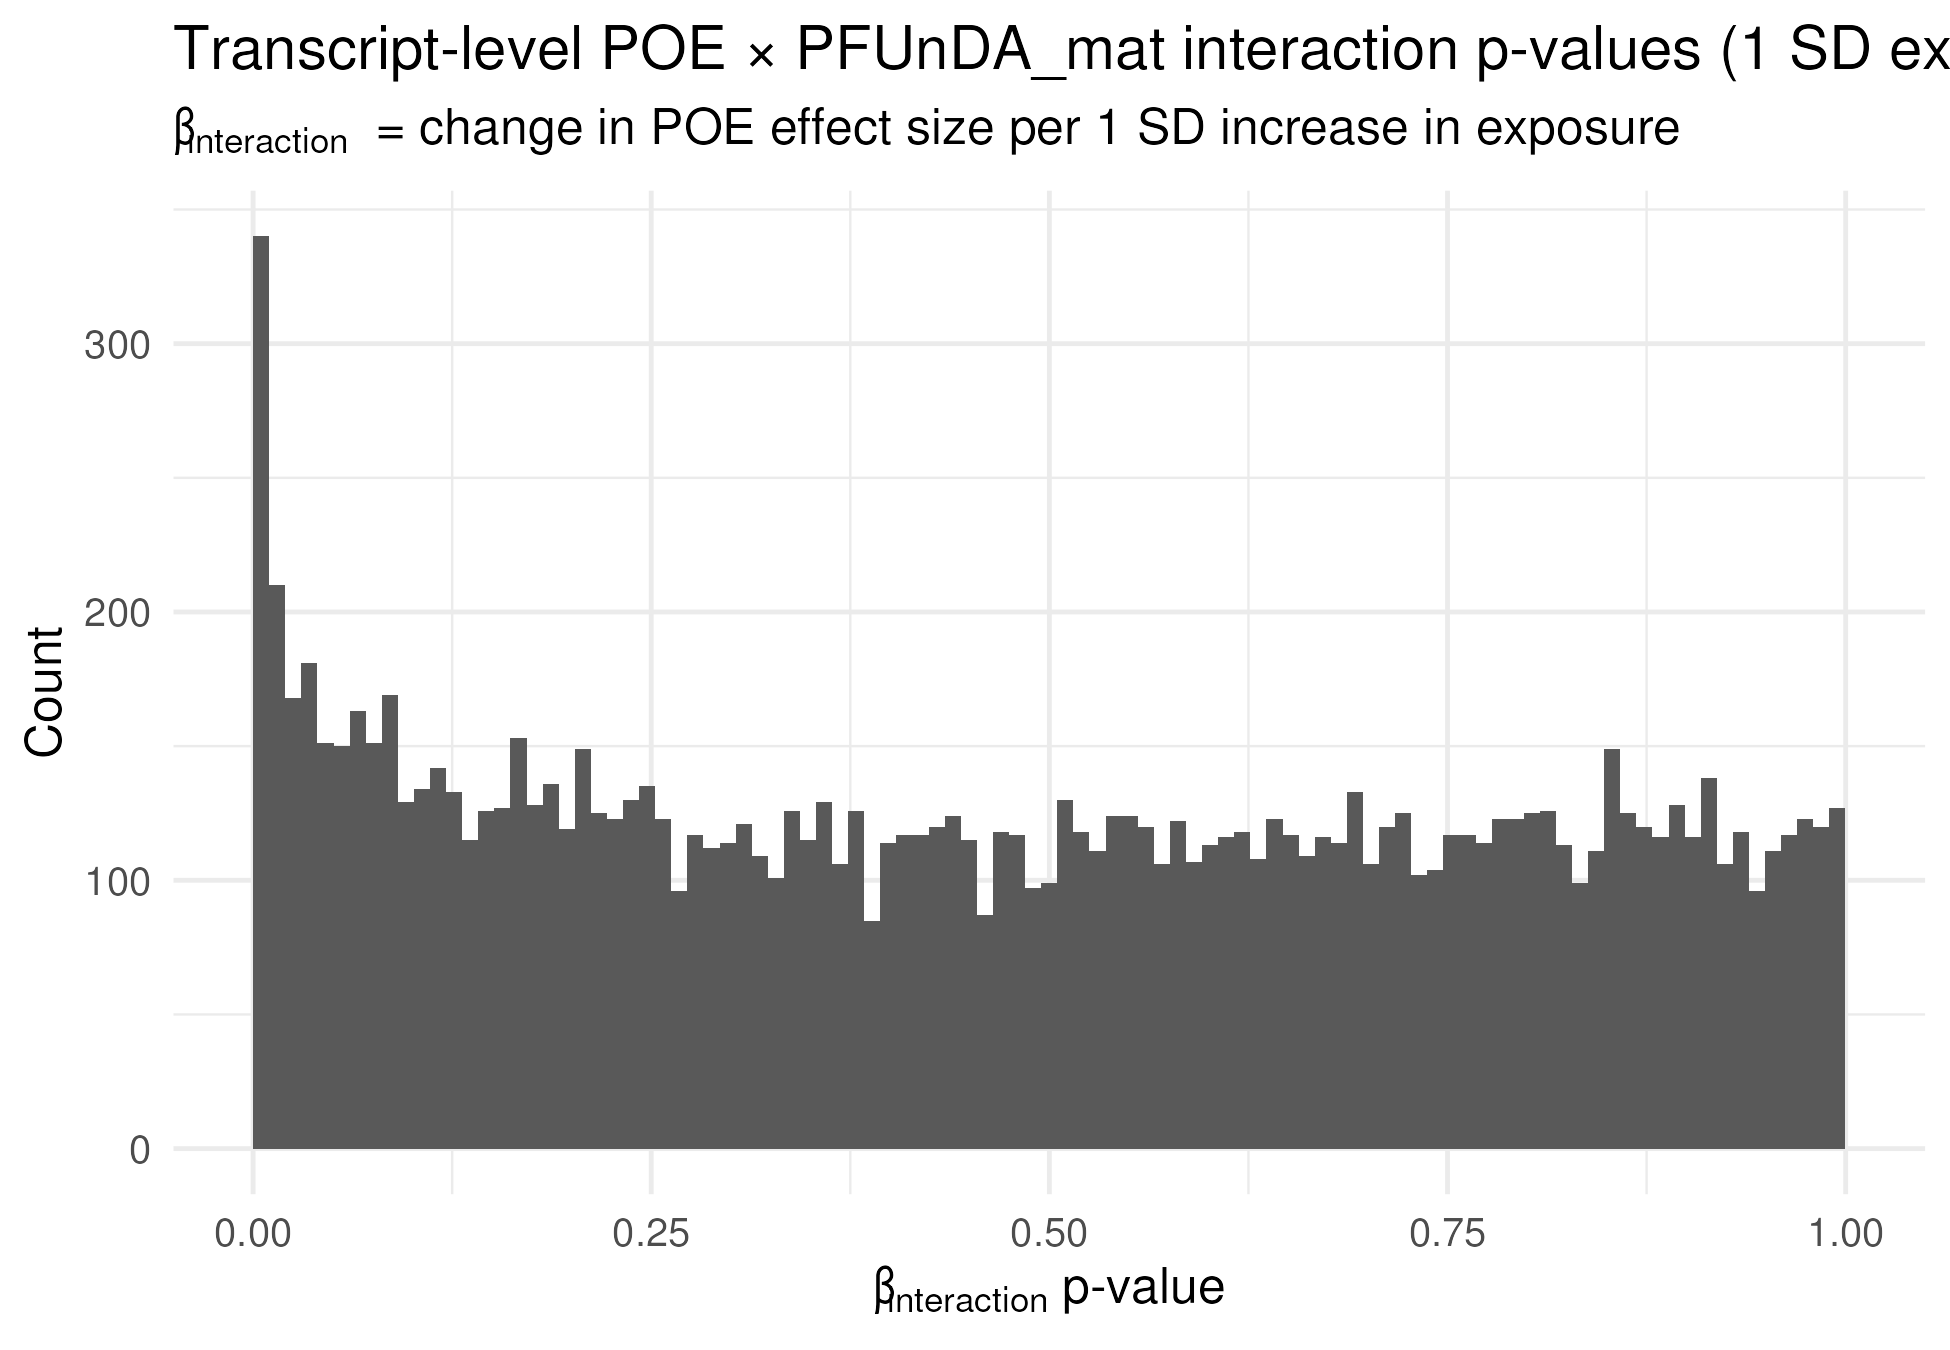 Transcript-level POE × PFUnDA_mat interaction p-values (1 SD ex
βinteraction = change in POE effect size per 1 SD increase in exposure
300
200
100
0
Count
0.00 0.25 0.50 0.75 1.00
βinteraction p-value